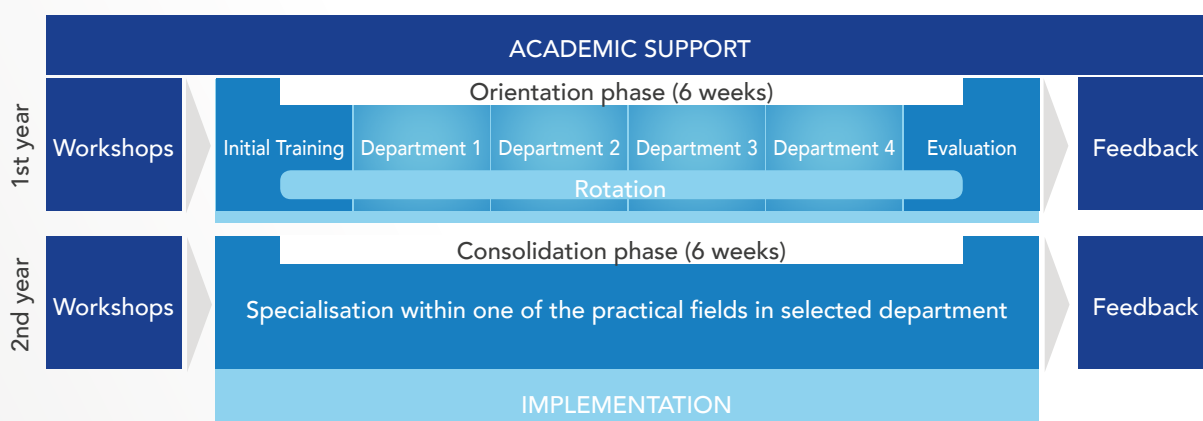 ACADEMIC SUPPORT
1st year
Workshops
Orientation phase (6 weeks)
Initial Training
Department 1
Department 2
Department 3
Department 4
Evaluation
Rotation
Feedback
2nd year
Workshops
Consolidation phase (6 weeks)
Specialisation within one of the practical fields in selected department
Feedback
IMPLEMENTATION